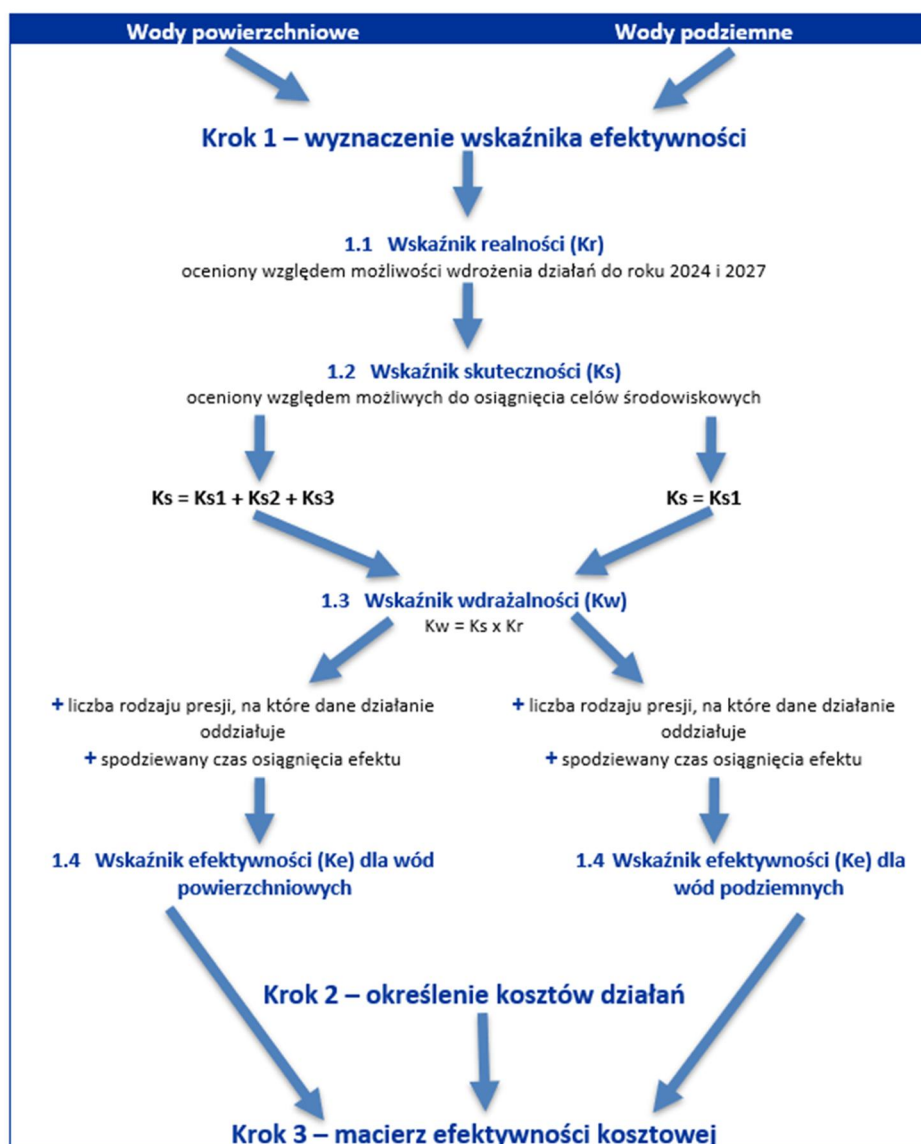 Wody powierzchniowe
Wody podziemne
Krok 1 – wyznaczenie wskaźnika efektywności
1.1 Wskaźnik realności (Kr)
oceniony względem możliwości wdrożenia działań do roku 2024 i 2027
1.2 Wskaźnik skuteczności (Ks)
oceniony względem możliwych do osiągnięcia celów środowiskowych
Ks = Ks1 + Ks2 + Ks3
Ks = Ks1
1.3 Wskaźnik wdrażalności (Kw)
Kw = Ks x Kr
+ liczba rodzaju presji, na które dane działanie
oddziałuje
+ spodziewany czas osiągnięcia efektu
+ liczba rodzaju presji, na które dane działanie
oddziałuje
+ spodziewany czas osiągnięcia efektu
1.4 Wskaźnik efektywności (Ke) dla wód
powierzchniowych
1.4 Wskaźnik efektywności (Ke) dla
wód podziemnych
Krok 2 – określenie kosztów działań
Krok 3 – macierz efektywności kosztowej